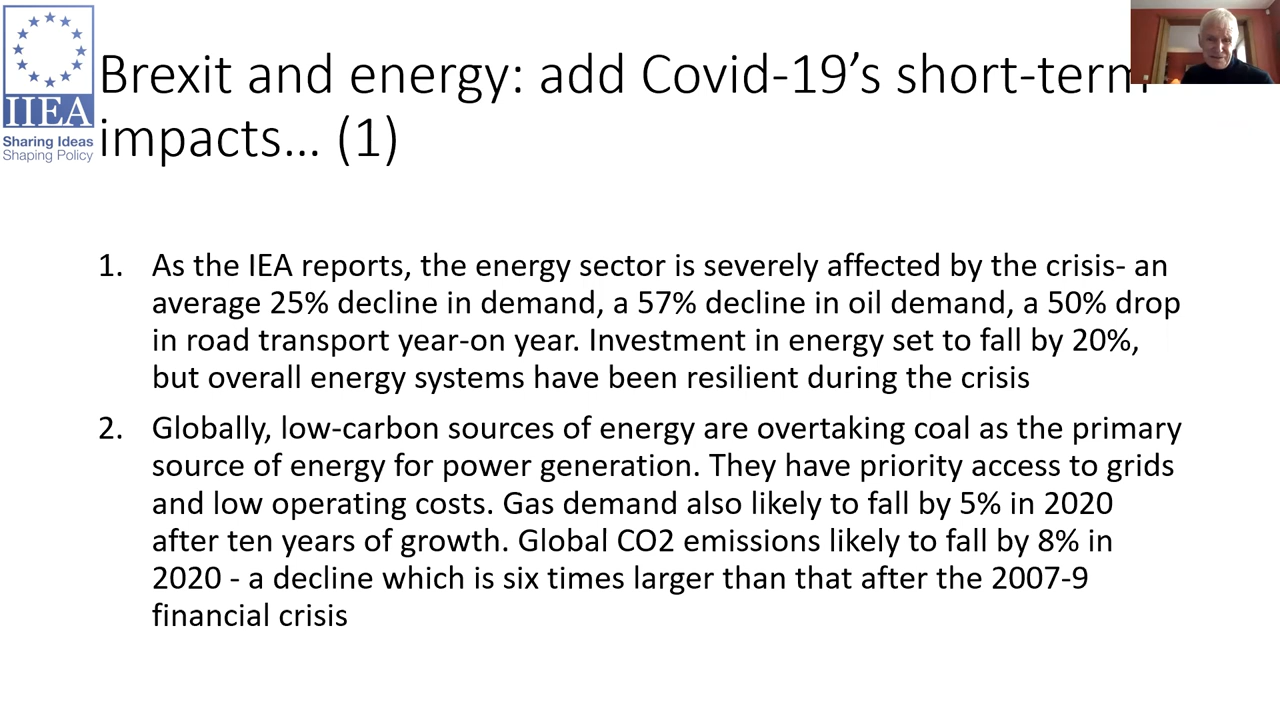 IIEA
Sharing Ideas
Shaping Policy
Brexit and energy: add Covid-19’s short-term
impacts… (1)
1. As the IEA reports, the energy sector is severely affected by the crisis- an
average 25% decline in demand, a 57% decline in oil demand, a 50% drop
in road transport year-on year. Investment in energy set to fall by 20%,
but overall energy systems have been resilient during the crisis
2. Globally, low-carbon sources of energy are overtaking coal as the primary
source of energy for power generation. They have priority access to grids
and low operating costs. Gas demand also likely to fall by 5% in 2020
after ten years of growth. Global CO2 emissions likely to fall by 8% in
2020 - a decline which is six times larger than that after the 2007-9
financial crisis